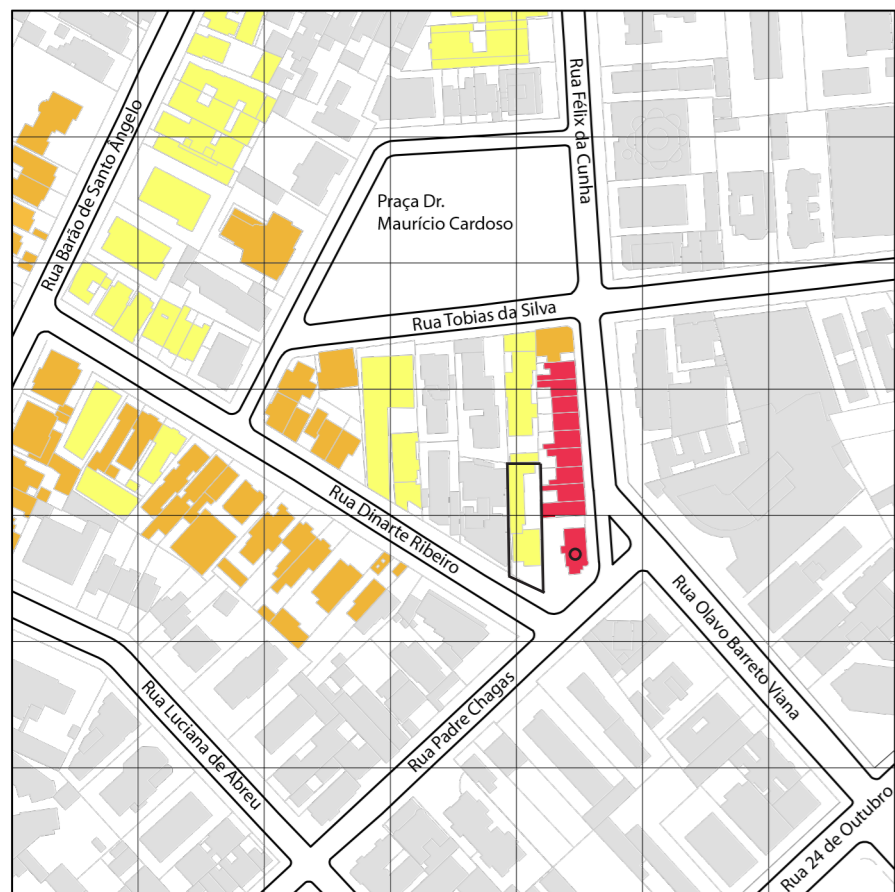 Rua Félix da Cunha
Rua Barão de Santo Ângelo
Praça Dr.
Maurício Cardoso
Rua Tobias da Silva
Rua Dinarte Ribeiro
Rua Olavo Barreto Viana
Rua Luciana de Abreu
Rua Padre Chagas
Rua 24 de Outubro